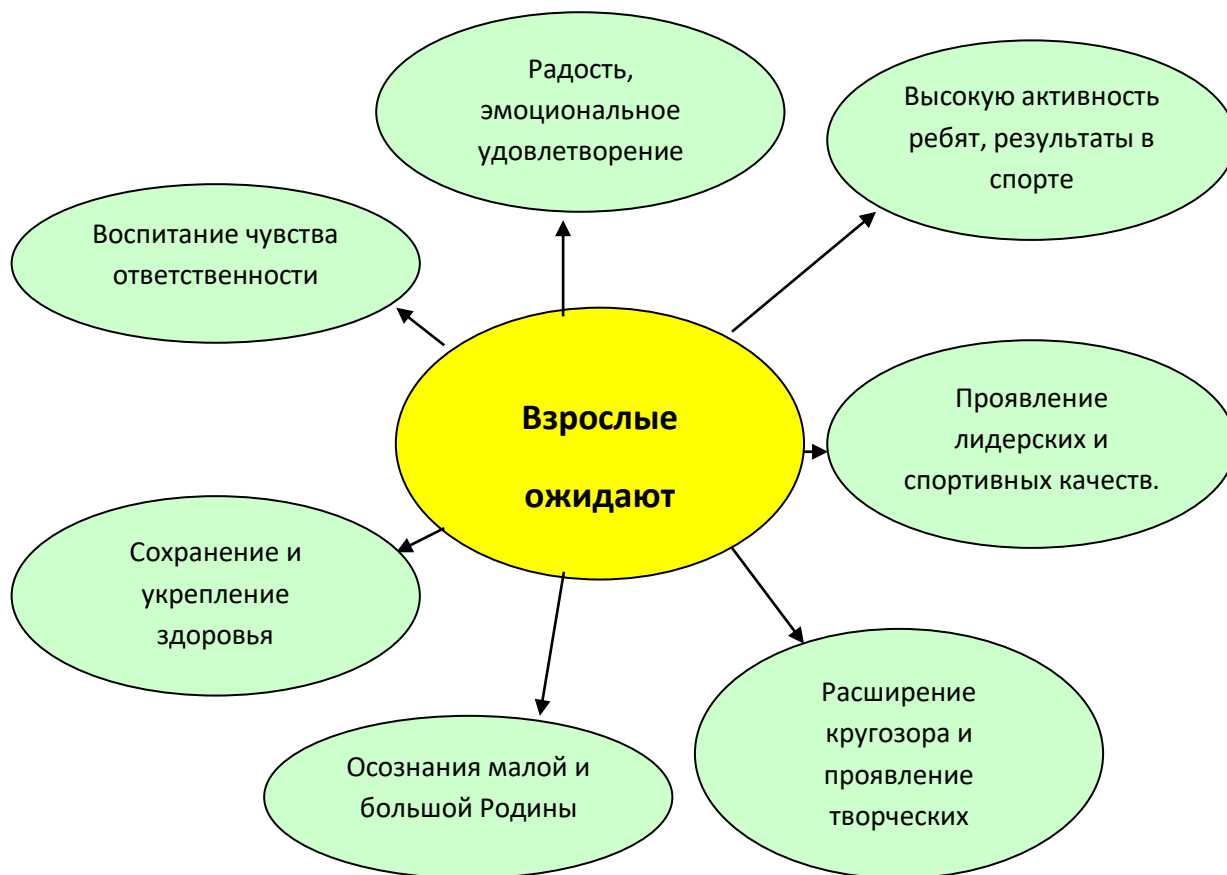 Радость,
эмоциональное
удовлетворение
Высокую активность
ребят, результаты в
спорте
Воспитание чувства
ответственности
Взрослые
ожидают
Проявление
лидерских и
спортивных качеств.
Сохранение и
укрепление
здоровья
Осознания малой и
большой Родины
Расширение
кругозора и
проявление
творческих